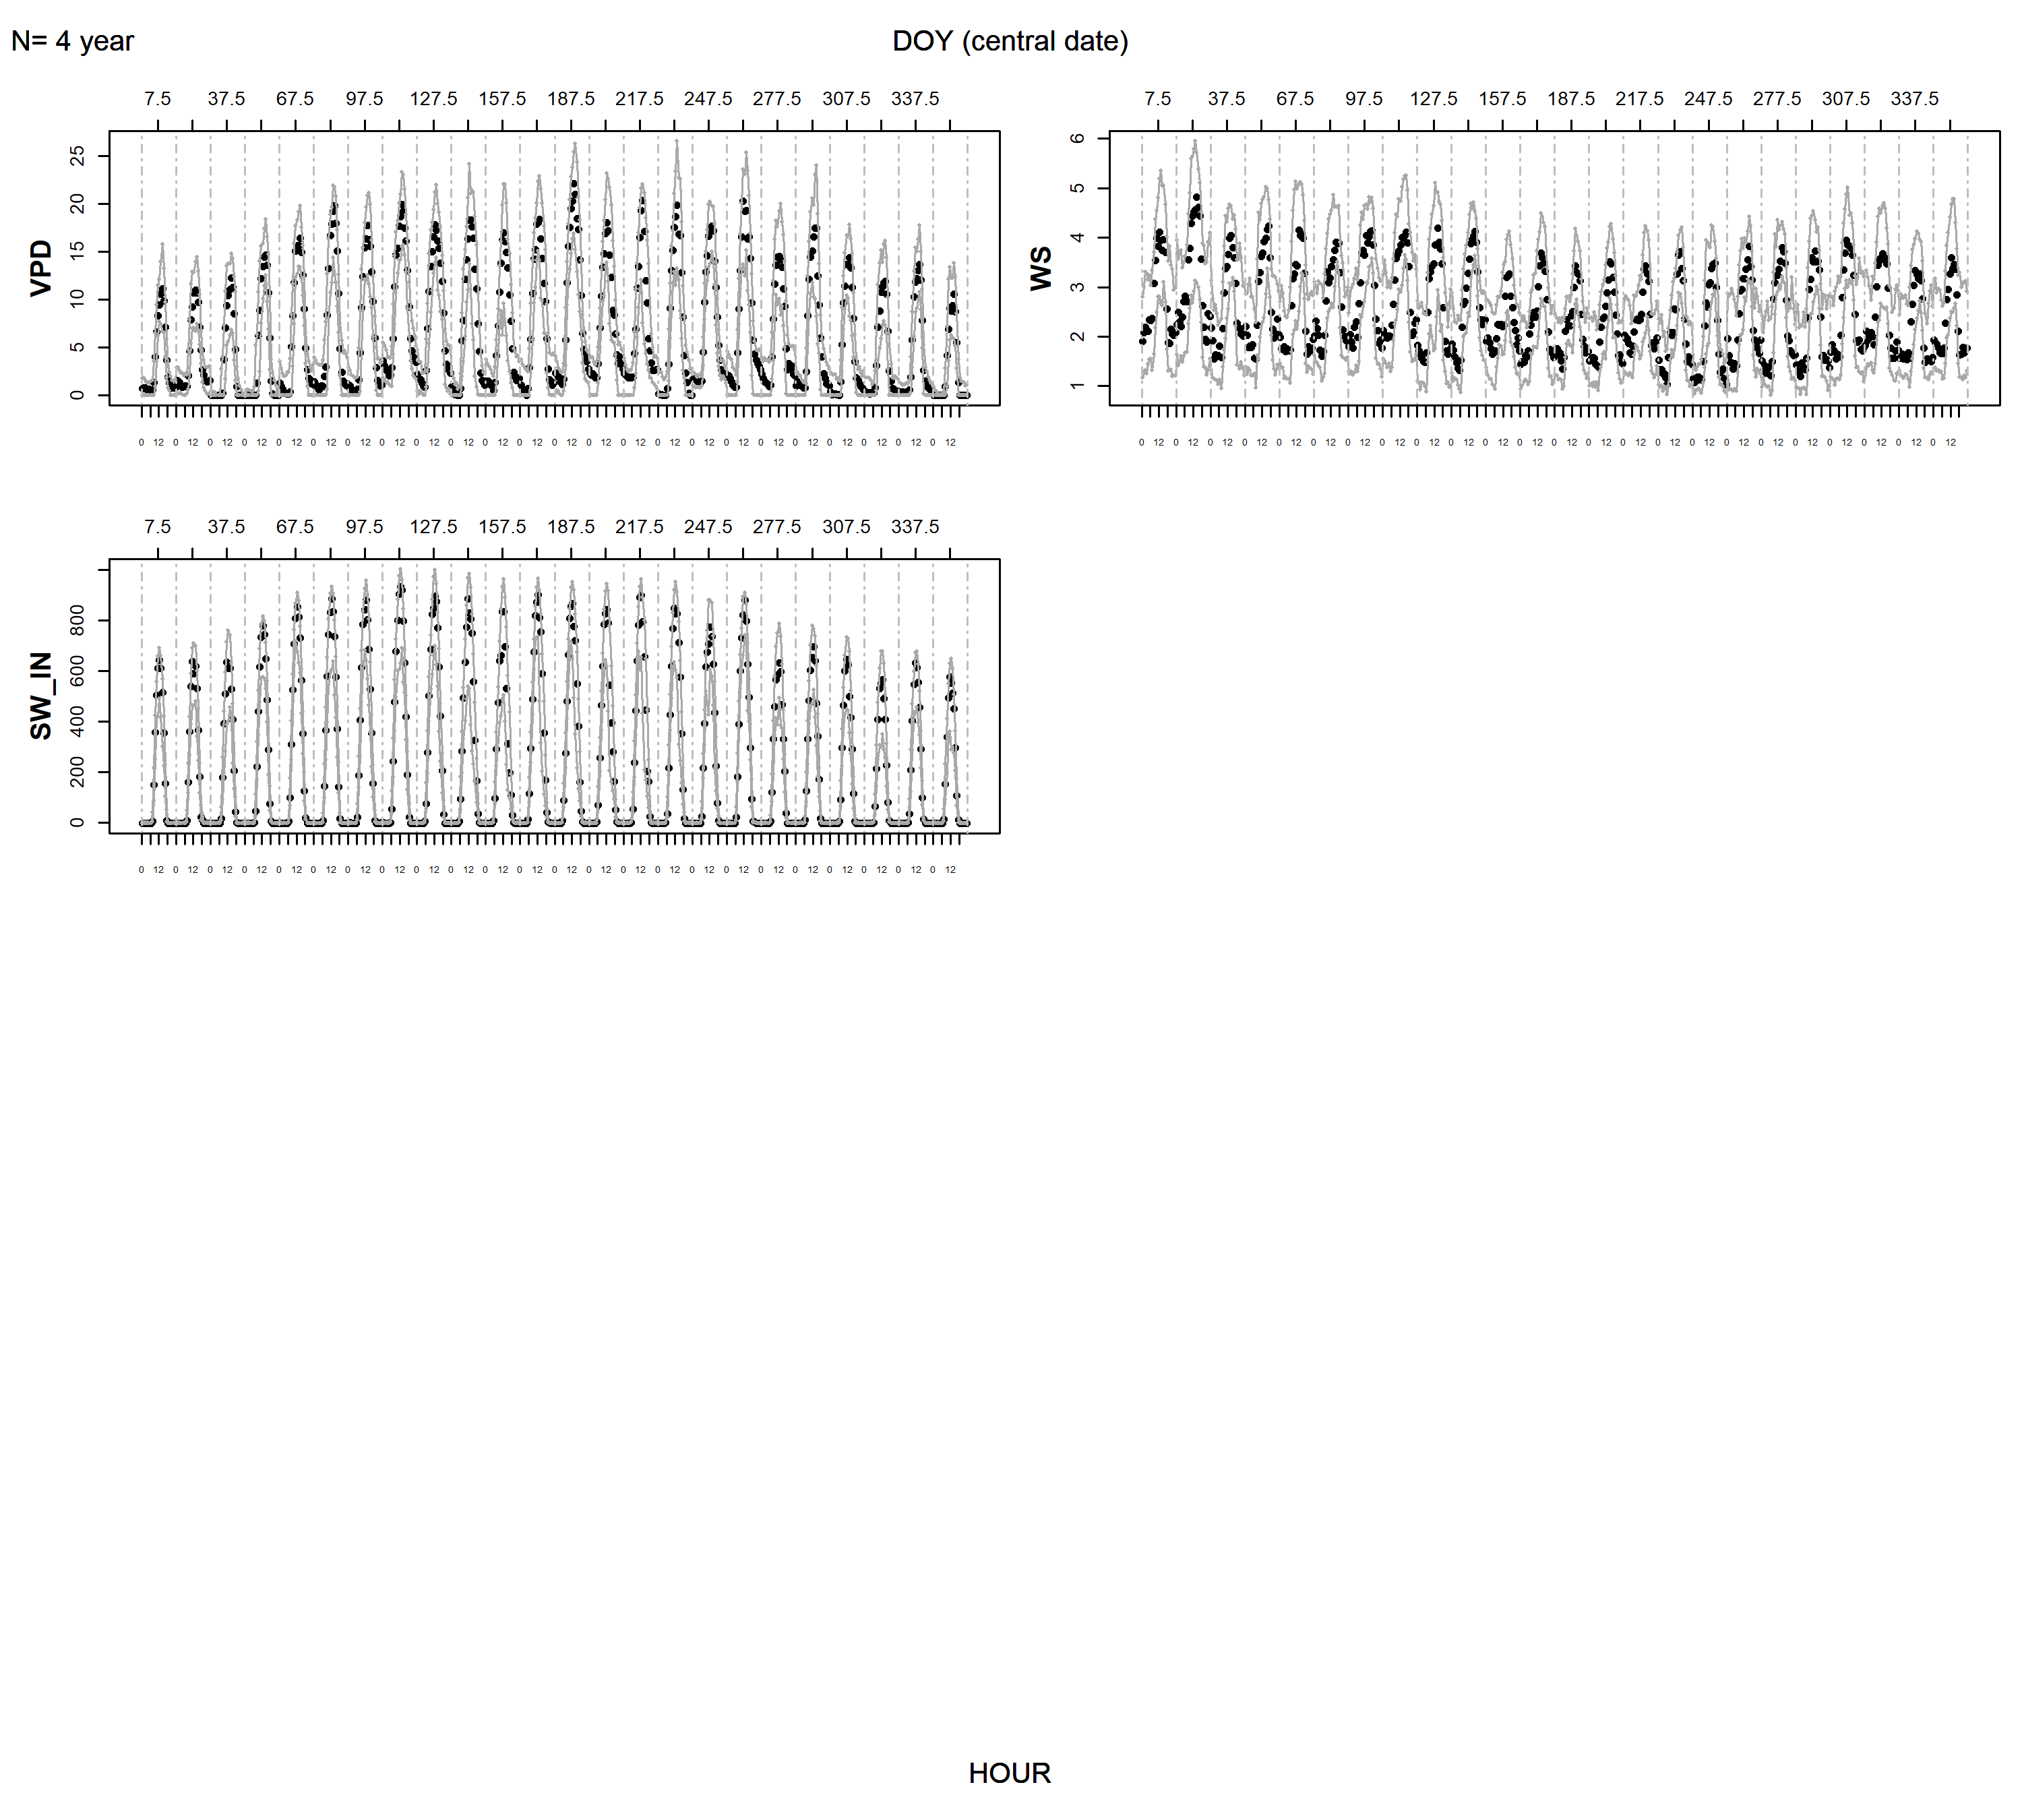 N= 4 year
DOY (central date)
7.5 37.5 67.5 97.5 127.5 157.5 187.5 217.5 247.5 277.5 307.5 337.5
VPD
25
20
15
10
5
0
0 12 0 12 0 12 0 12 0 12 0 12 0 12 0 12 0 12 0 12 0 12 0 12 0 12 0 12 0 12 0 12 0 12 0 12 0 12 0 12 0 12 0 12 0 12 0 12
7.5 37.5 67.5 97.5 127.5 157.5 187.5 217.5 247.5 277.5 307.5 337.5
WS
6
5
4
3
2
1
0 12 0 12 0 12 0 12 0 12 0 12 0 12 0 12 0 12 0 12 0 12 0 12 0 12 0 12 0 12 0 12 0 12 0 12 0 12 0 12 0 12 0 12 0 12 0 12
7.5 37.5 67.5 97.5 127.5 157.5 187.5 217.5 247.5 277.5 307.5 337.5
SW_IN
800
600
400
200
0
0 12 0 12 0 12 0 12 0 12 0 12 0 12 0 12 0 12 0 12 0 12 0 12 0 12 0 12 0 12 0 12 0 12 0 12 0 12 0 12 0 12 0 12 0 12 0 12
HOUR